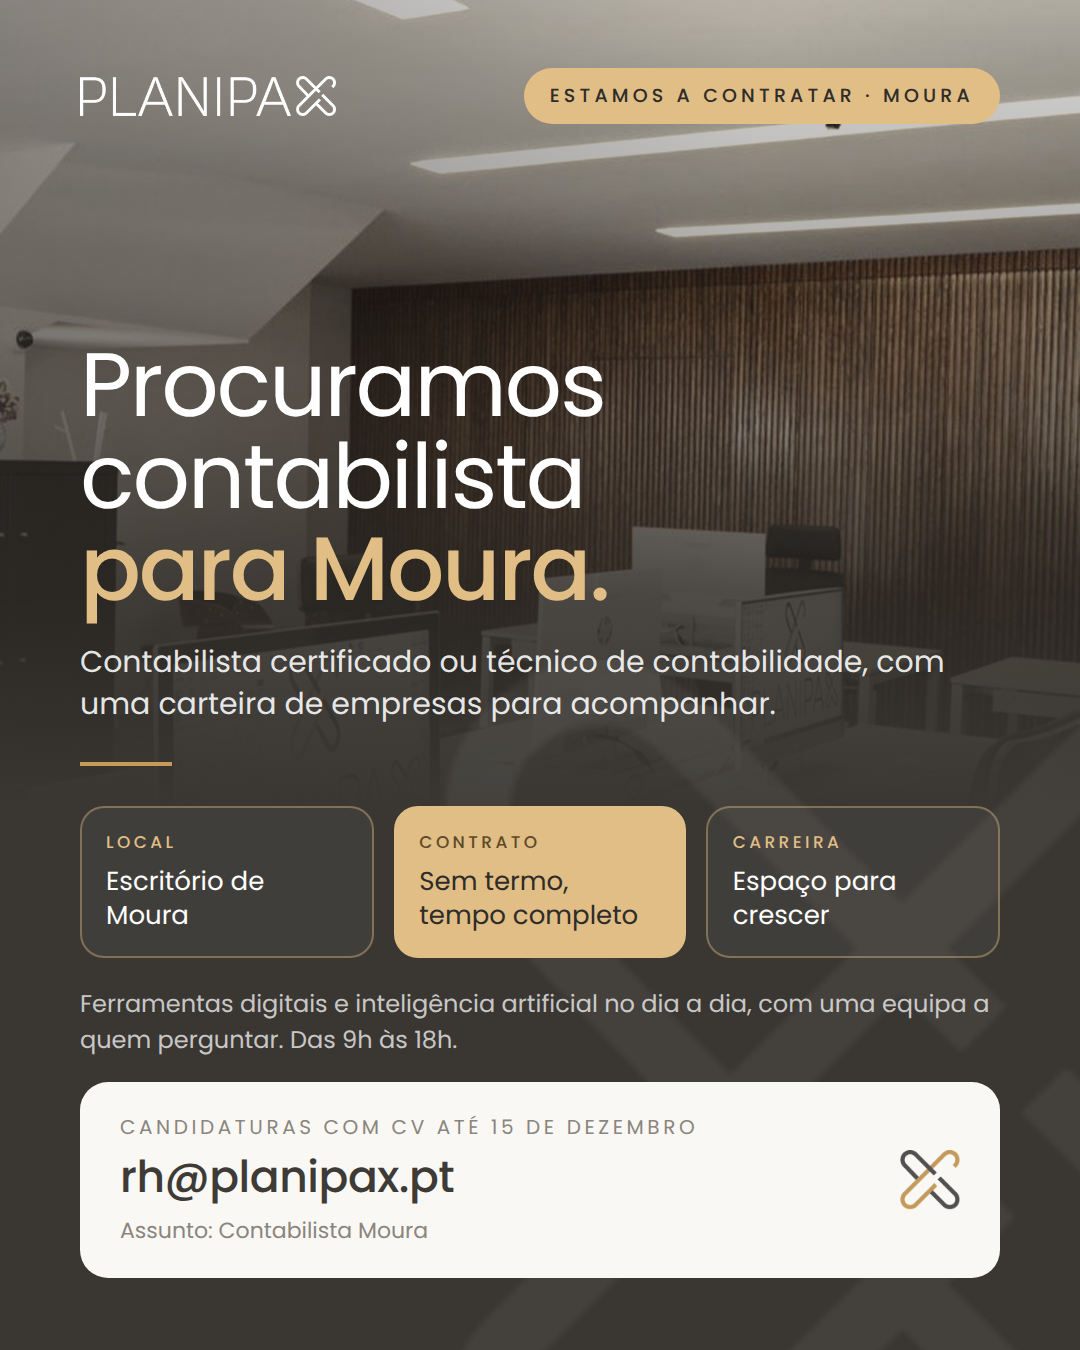 PLANIPAX
ESTAMOS A CONTRATAR · MOURA
Procuramos
contabilista
para Moura.
Contabilista certificado ou técnico de contabilidade, com
uma carteira de empresas para acompanhar.
LOCAL
Escritório de
Moura
CONTRATO
Sem termo,
tempo completo
CARREIRA
Espaço para
crescer
Ferramentas digitais e inteligência artificial no dia a dia, com uma equipa a
quem perguntar. Das 9h às 18h.
CANDIDATURAS COM CV ATÉ 15 DE DEZEMBRO
rh@planipax.pt
Assunto: Contabilista Moura